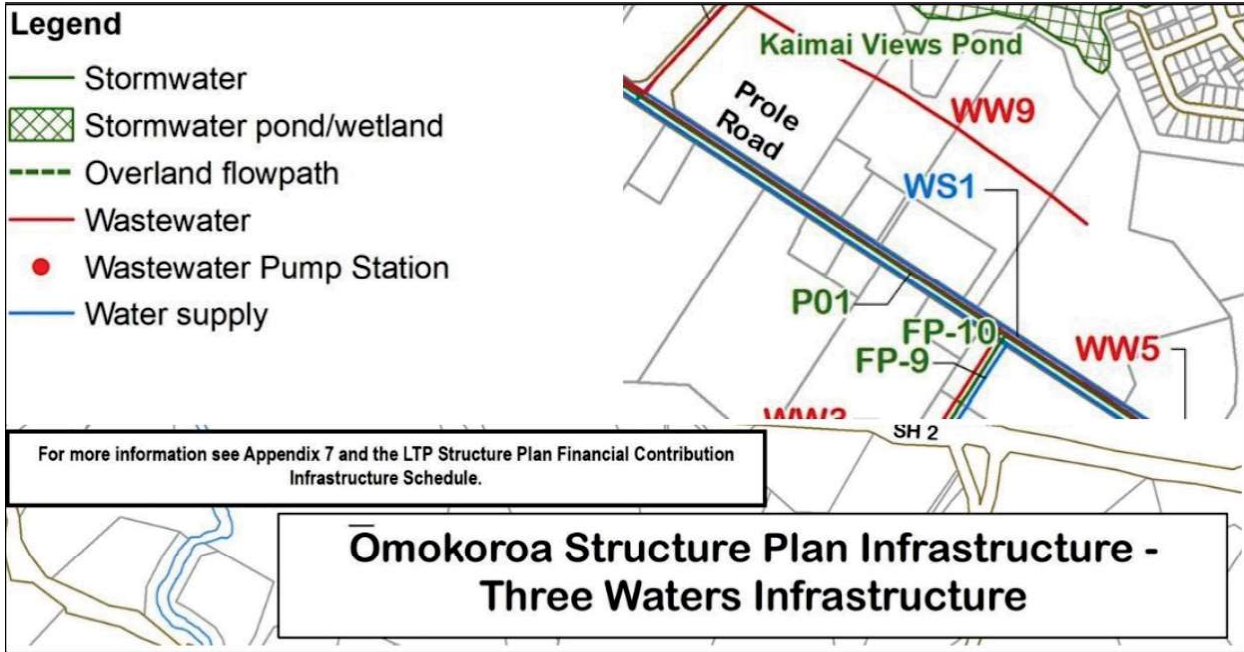 Legend
Stormwater
Stormwater pond/wetland
Overland flowpath
Wastewater
Wastewater Pump Station
Water supply
Kaimai Views Pond
Prole
Road
WW9
WS1
P01
FP-10
FP-9
WW5
WW3
SH 2
For more information see Appendix 7 and the LTP Structure Plan Financial Contribution
Infrastructure Schedule.
Ōmokoroa Structure Plan Infrastructure -
Three Waters Infrastructure